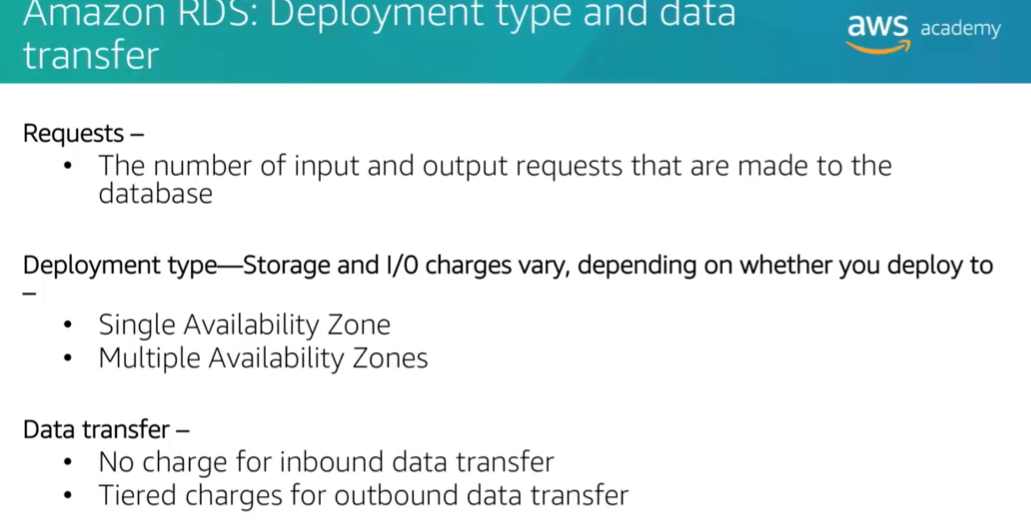 Amazon RDS: Deployment type and data
transfer
aws academy
Requests –
• The number of input and output requests that are made to the
database
Deployment type—Storage and I/O charges vary, depending on whether you deploy to
–
• Single Availability Zone
• Multiple Availability Zones
Data transfer –
• No charge for inbound data transfer
• Tiered charges for outbound data transfer